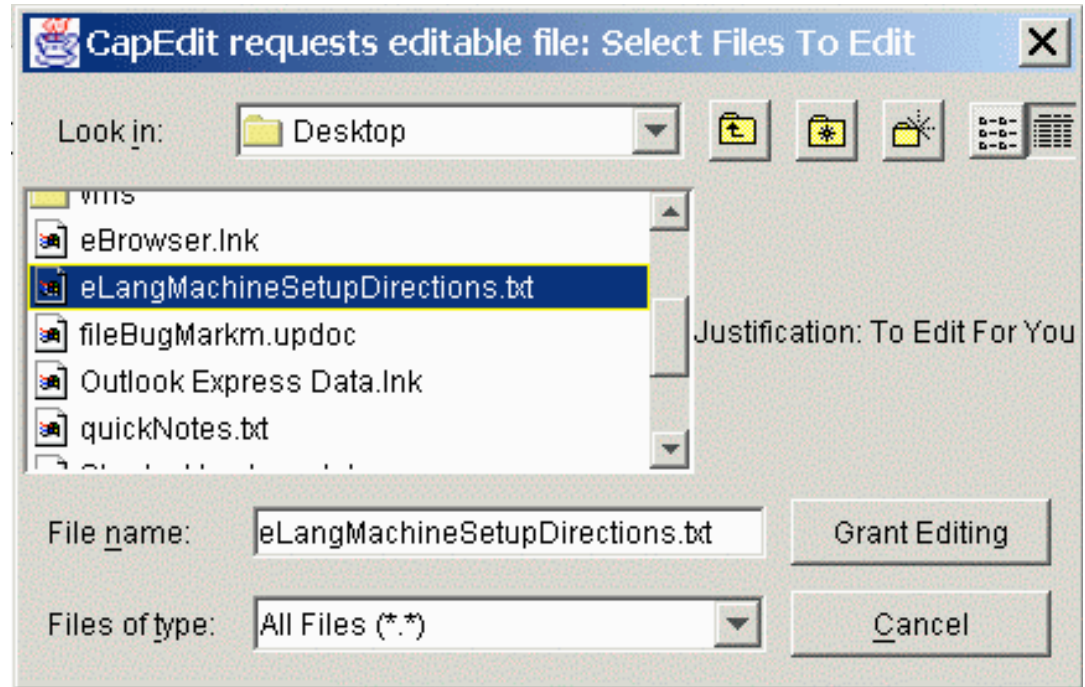 CapEdit requests editable file: Select Files To Edit
Look in: Desktop
vms
eBrowser.lnk
eLangMachineSetupDirections.txt
fileBugMarkm.updoc
Justification: To Edit For You
Outlook Express Data.lnk
quickNotes.txt
File name: eLangMachineSetupDirections.txt
Grant Editing
Files of type: All Files (*.*)
Cancel